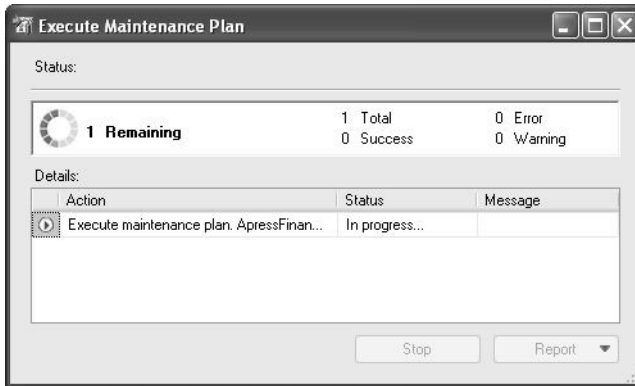 Execute Maintenance Plan
Status:
1 Remaining
1 Total
0 Error
0 Success
0 Warning
Details:
Action Status Message
Execute maintenance plan. ApressFinan... In progress...
Stop Report